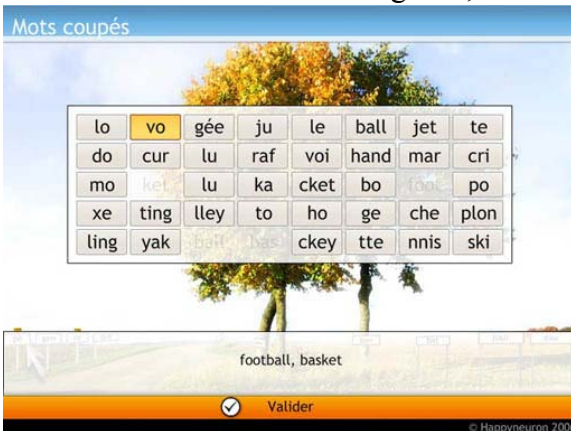 Mots coupés
lo vo gée ju le ball jet te
do cur lu raf voi hand mar cri
mo ket lu ka cket bo foot po
xe ting lley to ho ge che plon
ling yak ball bas ckey tte nnis ski
football, basket
Valider
© Happyneuron 200